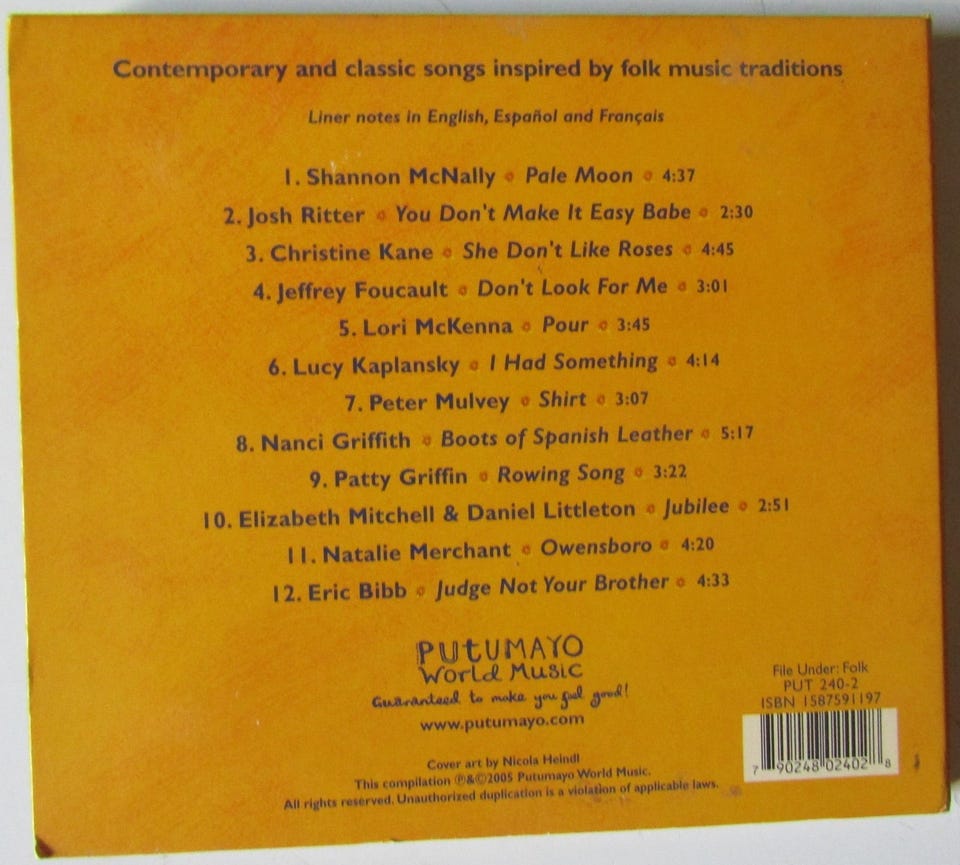 Contemporary and classic songs inspired by folk music traditions
Liner notes in English, Español and Français
1. Shannon McNally Pale Moon 4:37
2. Josh Ritter You Don't Make It Easy Babe 2:30
3. Christine Kane She Don't Like Roses 4:45
4. Jeffrey Foucault Don't Look For Me 3:01
5. Lori McKenna Pour 3:45
6. Lucy Kaplansky I Had Something 4:14
7. Peter Mulvey Shirt 3:07
8. Nanci Griffith Boots of Spanish Leather 5:17
9. Patty Griffin Rowing Song 3:22
10. Elizabeth Mitchell & Daniel Littleton Jubilee 2:51
11. Natalie Merchant Owensboro 4:20
12. Eric Bibb Judge Not Your Brother 4:33
PUTUMAYO
World Music
Guaranteed to make you feel good!
www.putumayo.com
File Under: Folk
PUT 240-2
ISBN 1587591197
7 90248 02402 8
Cover art by Nicola Heindl
This compilation ℗&©2005 Putumayo World Music.
All rights reserved. Unauthorized duplication is a violation of applicable laws.